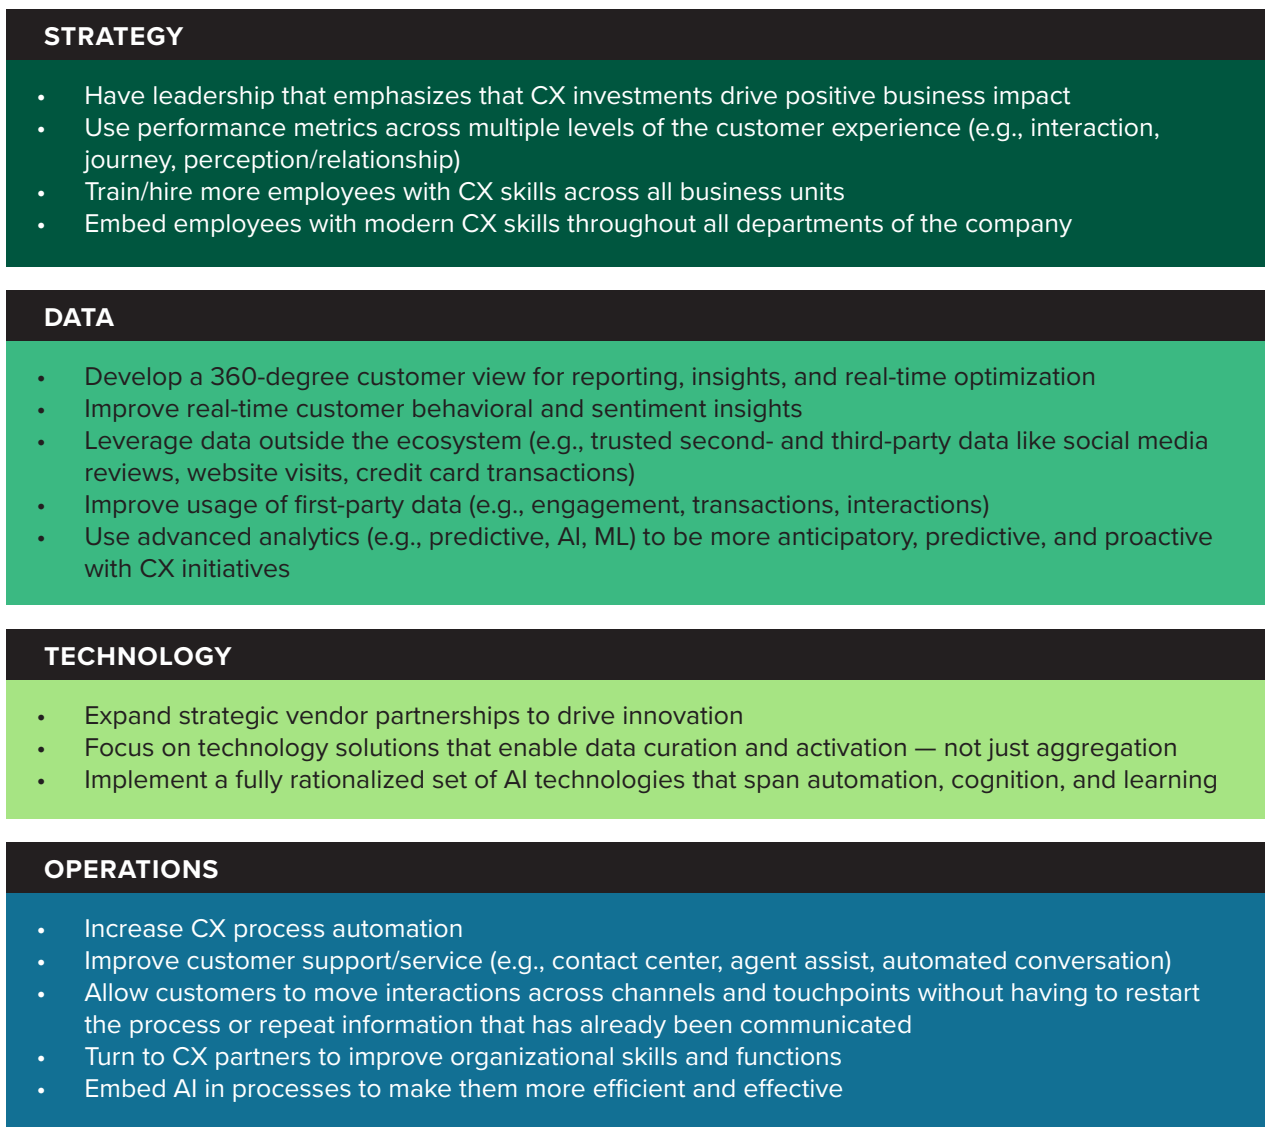 STRATEGY
• Have leadership that emphasizes that CX investments drive positive business impact
• Use performance metrics across multiple levels of the customer experience (e.g., interaction,
journey, perception/relationship)
• Train/hire more employees with CX skills across all business units
• Embed employees with modern CX skills throughout all departments of the company
DATA
• Develop a 360-degree customer view for reporting, insights, and real-time optimization
• Improve real-time customer behavioral and sentiment insights
• Leverage data outside the ecosystem (e.g., trusted second- and third-party data like social media
reviews, website visits, credit card transactions)
• Improve usage of first-party data (e.g., engagement, transactions, interactions)
• Use advanced analytics (e.g., predictive, AI, ML) to be more anticipatory, predictive, and proactive
with CX initiatives
TECHNOLOGY
• Expand strategic vendor partnerships to drive innovation
• Focus on technology solutions that enable data curation and activation — not just aggregation
• Implement a fully rationalized set of AI technologies that span automation, cognition, and learning
OPERATIONS
• Increase CX process automation
• Improve customer support/service (e.g., contact center, agent assist, automated conversation)
• Allow customers to move interactions across channels and touchpoints without having to restart
the process or repeat information that has already been communicated
• Turn to CX partners to improve organizational skills and functions
• Embed AI in processes to make them more efficient and effective